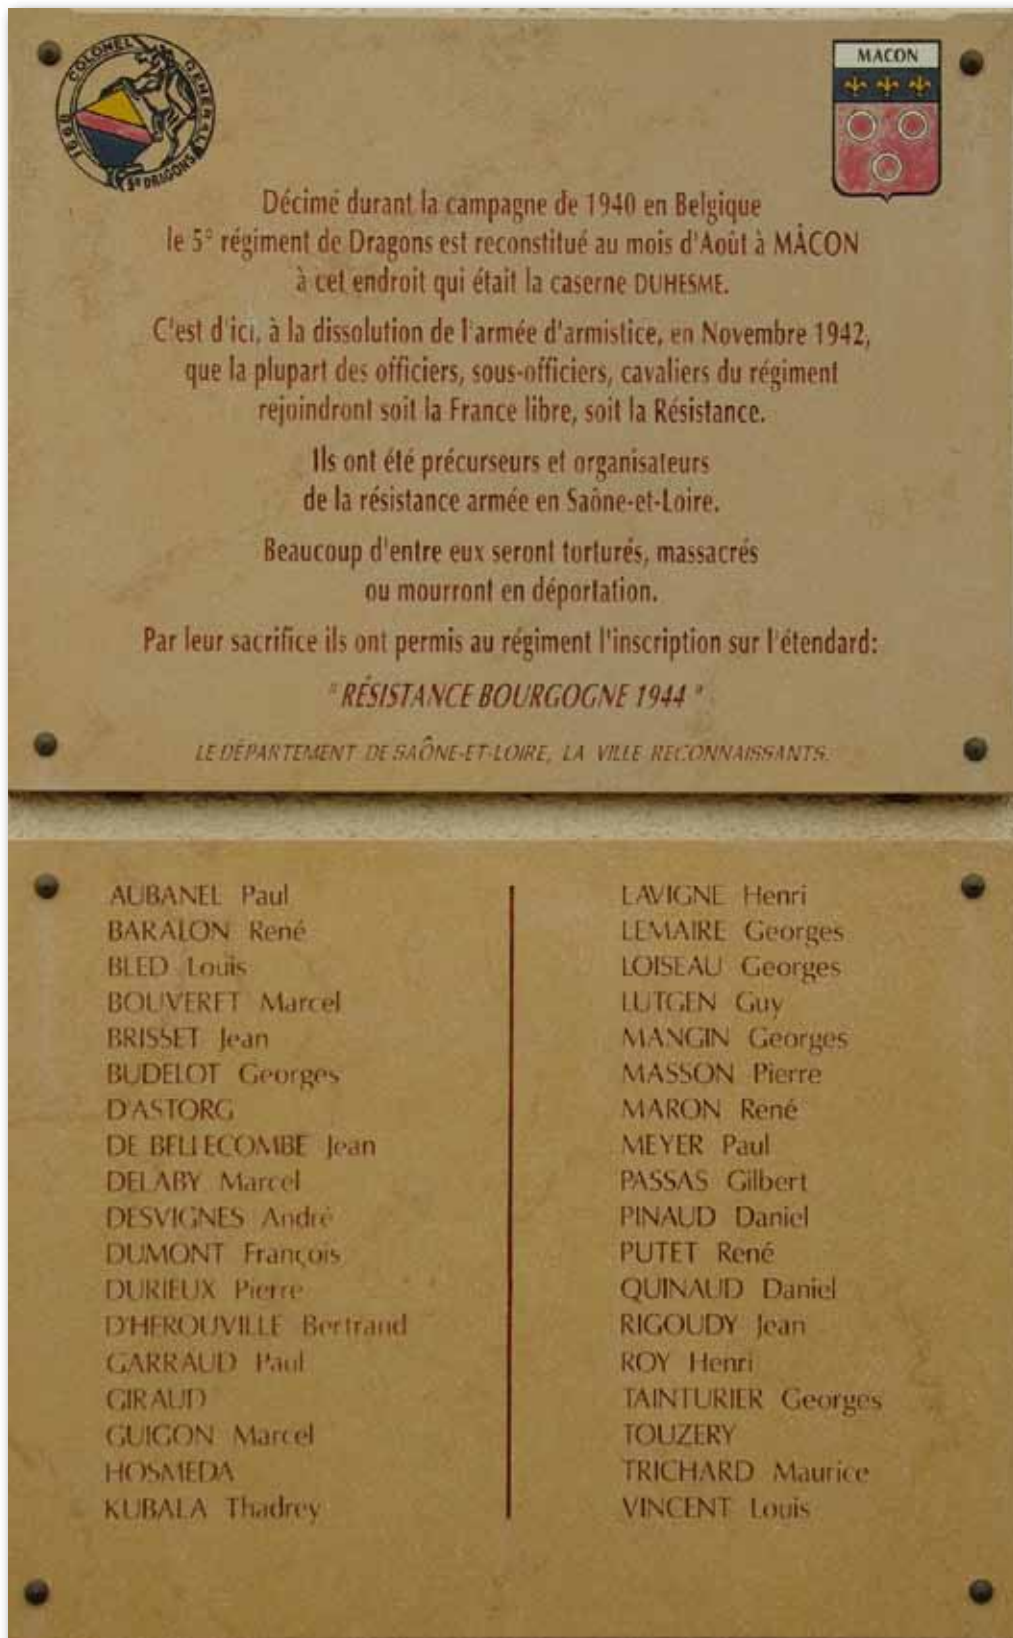 COLONEL GENERAL
1668
5e DRAGONS
MACON
Décimé durant la campagne de 1940 en Belgique
le 5° régiment de Dragons est reconstitué au mois d'Août à MÂCON
à cet endroit qui était la caserne DUHESME.
C'est d'ici, à la dissolution de l'armée d'armistice, en Novembre 1942,
que la plupart des officiers, sous-officiers, cavaliers du régiment
rejoindront soit la France libre, soit la Résistance.
Ils ont été précurseurs et organisateurs
de la résistance armée en Saône-et-Loire.
Beaucoup d'entre eux seront torturés, massacrés
ou mourront en déportation.
Par leur sacrifice ils ont permis au régiment l'inscription sur l'étendard:
"RÉSISTANCE BOURGOGNE 1944"
LE DÉPARTEMENT DE SAÔNE-ET-LOIRE, LA VILLE RECONNAISSANTS.
AUBANEL Paul
BARALON René
BLED Louis
BOUVERET Marcel
BRISSET Jean
BUDELOT Georges
D'ASTORG
DE BELLECOMBE Jean
DELABY Marcel
DESVIGNES André
DUMONT François
DURIEUX Pierre
D'HEROUVILLE Bertrand
GARRAUD Paul
GIRAUD
GUIGON Marcel
HOSMEDA
KUBALA Thadrey
LAVIGNE Henri
LEMAIRE Georges
LOISEAU Georges
LUTGEN Guy
MANGIN Georges
MASSON Pierre
MARON René
MEYER Paul
PASSAS Gilbert
PINAUD Daniel
PUTET René
QUINAUD Daniel
RIGOUDY Jean
ROY Henri
TAINTURIER Georges
TOUZERY
TRICHARD Maurice
VINCENT Louis